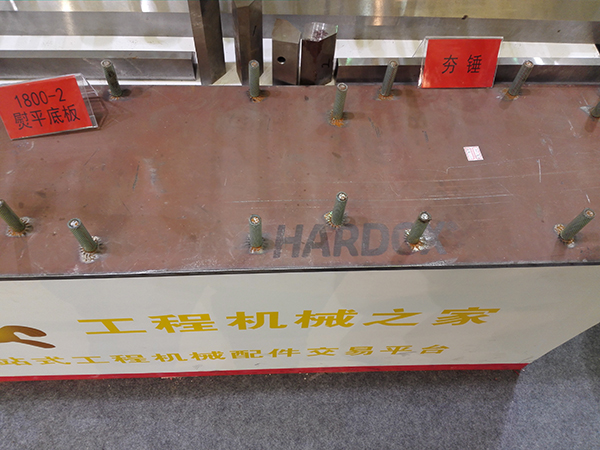 1800-2
熨平底板
夯锤
HARDOX
工程机械之家
站式工程机械配件交易平台